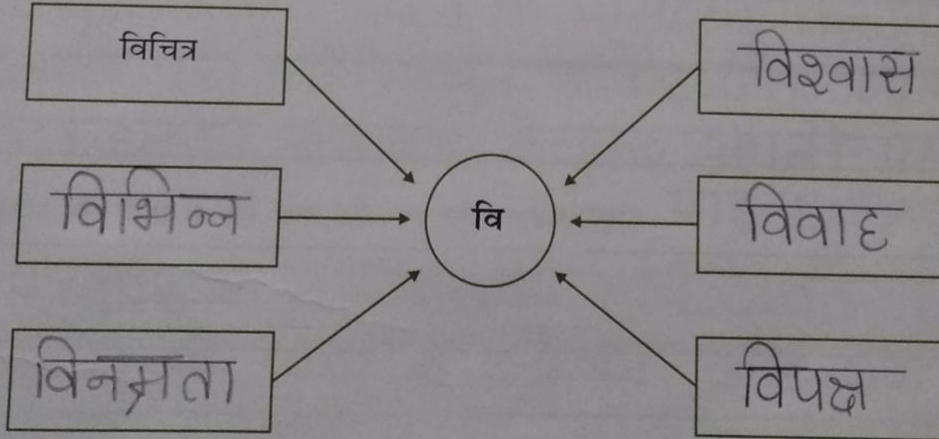 विचित्र
विश्वास
विभिन्न
वि
विवाह
विनम्रता
विपक्ष